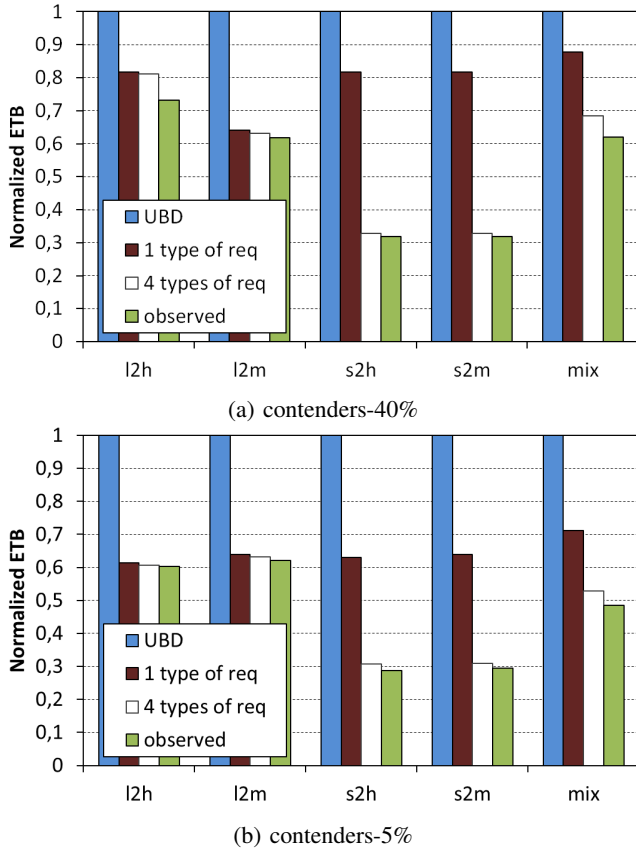 1
0,9
0,8
0,7
0,6
0,5
0,4
0,3
0,2
0,1
0
Normalized ETB
UBD
1 type of req
4 types of req
observed
l2h l2m s2h s2m mix
(a) contenders-40%
1
0,9
0,8
0,7
0,6
0,5
0,4
0,3
0,2
0,1
0
Normalized ETB
UBD
1 type of req
4 types of req
observed
l2h l2m s2h s2m mix
(b) contenders-5%